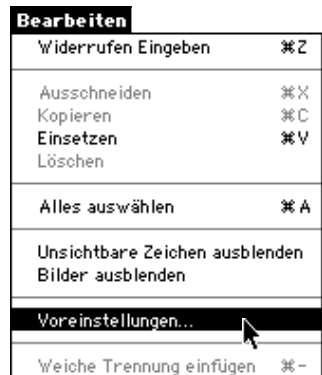 Bearbeiten
Widerrufen Eingeben ⌘Z
Ausschneiden ⌘X
Kopieren ⌘C
Einsetzen ⌘V
Löschen
Alles auswählen ⌘A
Unsichtbare Zeichen ausblenden
Bilder ausblenden
Voreinstellungen...
Weiche Trennung einfügen ⌘-